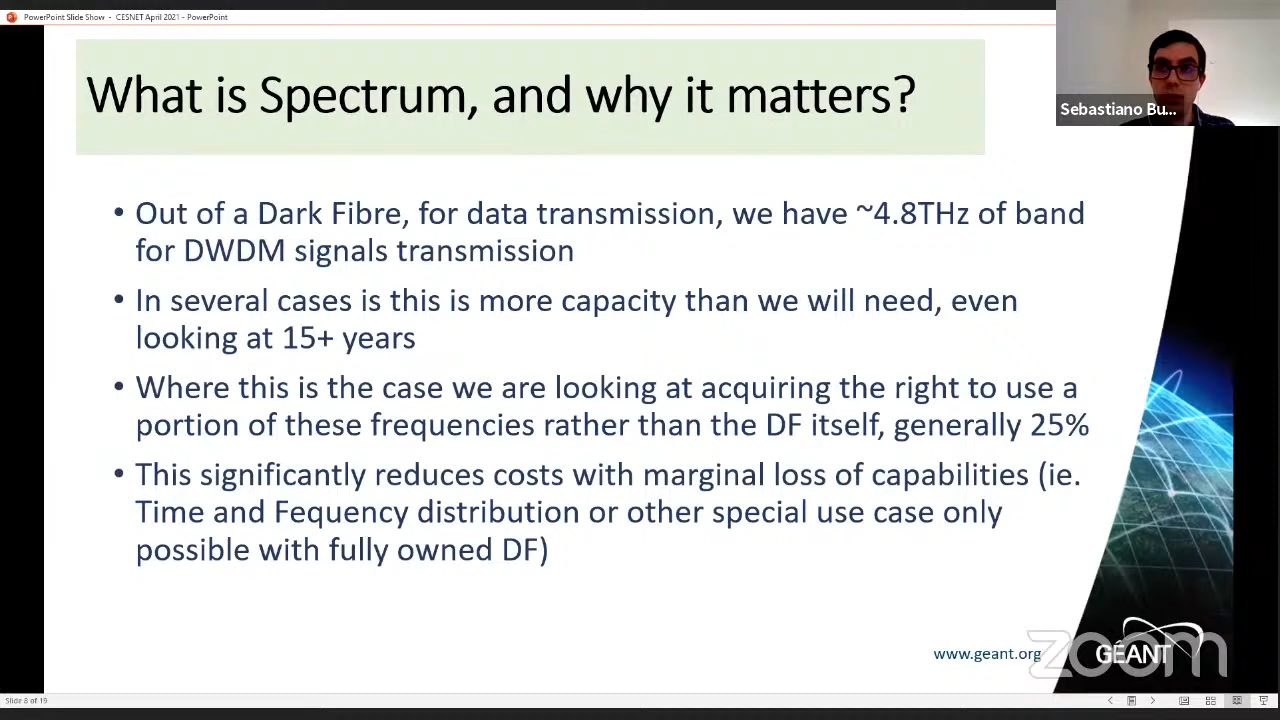 PowerPoint Slide Show - CESNET April 2021 - PowerPoint
What is Spectrum, and why it matters?
Sebastiano Bu...
• Out of a Dark Fibre, for data transmission, we have ~4.8THz of band
for DWDM signals transmission
• In several cases is this is more capacity than we will need, even
looking at 15+ years
• Where this is the case we are looking at acquiring the right to use a
portion of these frequencies rather than the DF itself, generally 25%
• This significantly reduces costs with marginal loss of capabilities (ie.
Time and Fequency distribution or other special use case only
possible with fully owned DF)
www.geant.org
GÉANT
zoom
Slide 8 of 19